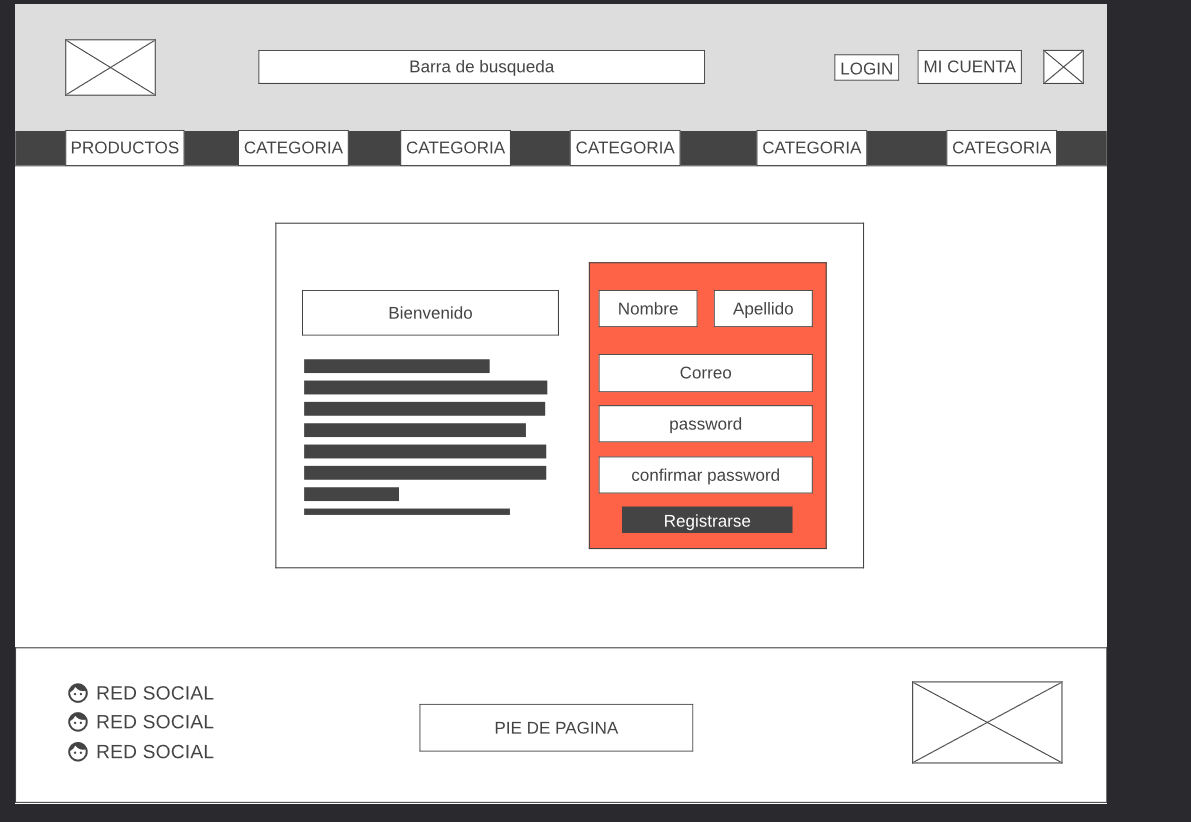 Barra de busqueda
LOGIN
MI CUENTA
PRODUCTOS
CATEGORIA
CATEGORIA
CATEGORIA
CATEGORIA
CATEGORIA
Bienvenido
Nombre
Apellido
Correo
password
confirmar password
Registrarse
RED SOCIAL
RED SOCIAL
RED SOCIAL
PIE DE PAGINA